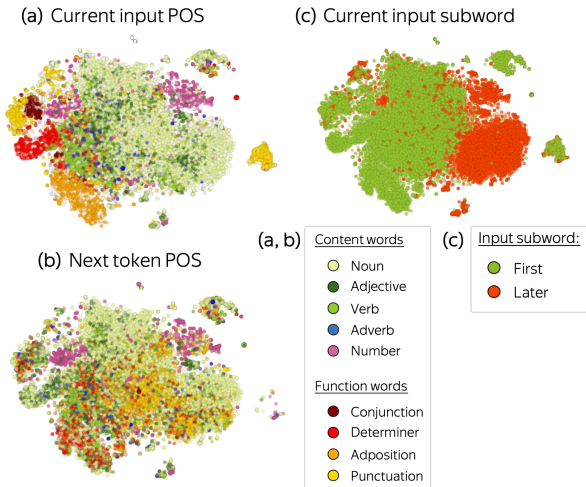 (a) Current input POS
(c) Current input subword
(b) Next token POS
(a, b)
Content words
Noun
Adjective
Verb
Adverb
Number
Function words
Conjunction
Determiner
Adposition
Punctuation
(c)
Input subword:
First
Later